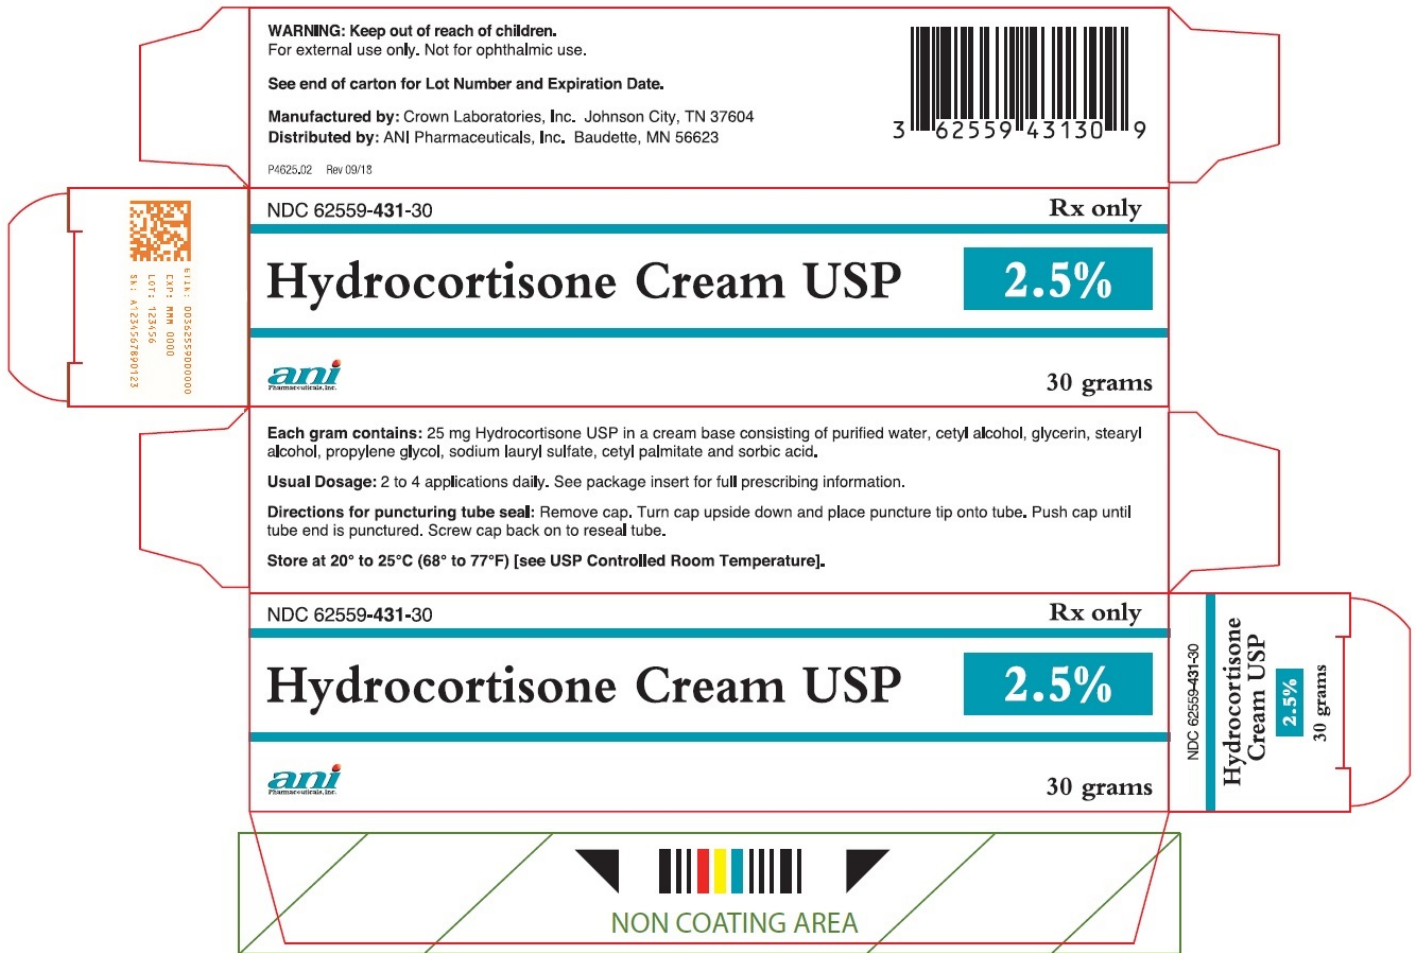 WARNING: Keep out of reach of children.
For external use only. Not for ophthalmic use.
See end of carton for Lot Number and Expiration Date.
Manufactured by: Crown Laboratories, Inc. Johnson City, TN 37604
Distributed by: ANI Pharmaceuticals, Inc. Baudette, MN 56623
P4625.02 Rev 09/18
3 62559 43130 9
NDC 62559-431-30
Rx only
Hydrocortisone Cream USP
2.5%
ani
Pharmaceuticals, Inc.
30 grams
EXP: MMM 0000
LOT: 123456
SN: A1234567890123
Each gram contains: 25 mg Hydrocortisone USP in a cream base consisting of purified water, cetyl alcohol, glycerin, stearyl
alcohol, propylene glycol, sodium lauryl sulfate, cetyl palmitate and sorbic acid.
Usual Dosage: 2 to 4 applications daily. See package insert for full prescribing information.
Directions for puncturing tube seal: Remove cap. Turn cap upside down and place puncture tip onto tube. Push cap until
tube end is punctured. Screw cap back on to reseal tube.
Store at 20° to 25°C (68° to 77°F) [see USP Controlled Room Temperature].
NDC 62559-431-30
Rx only
Hydrocortisone Cream USP
2.5%
ani
Pharmaceuticals, Inc.
30 grams
NDC 62559-431-30
Hydrocortisone
Cream USP
2.5%
30 grams
NON COATING AREA